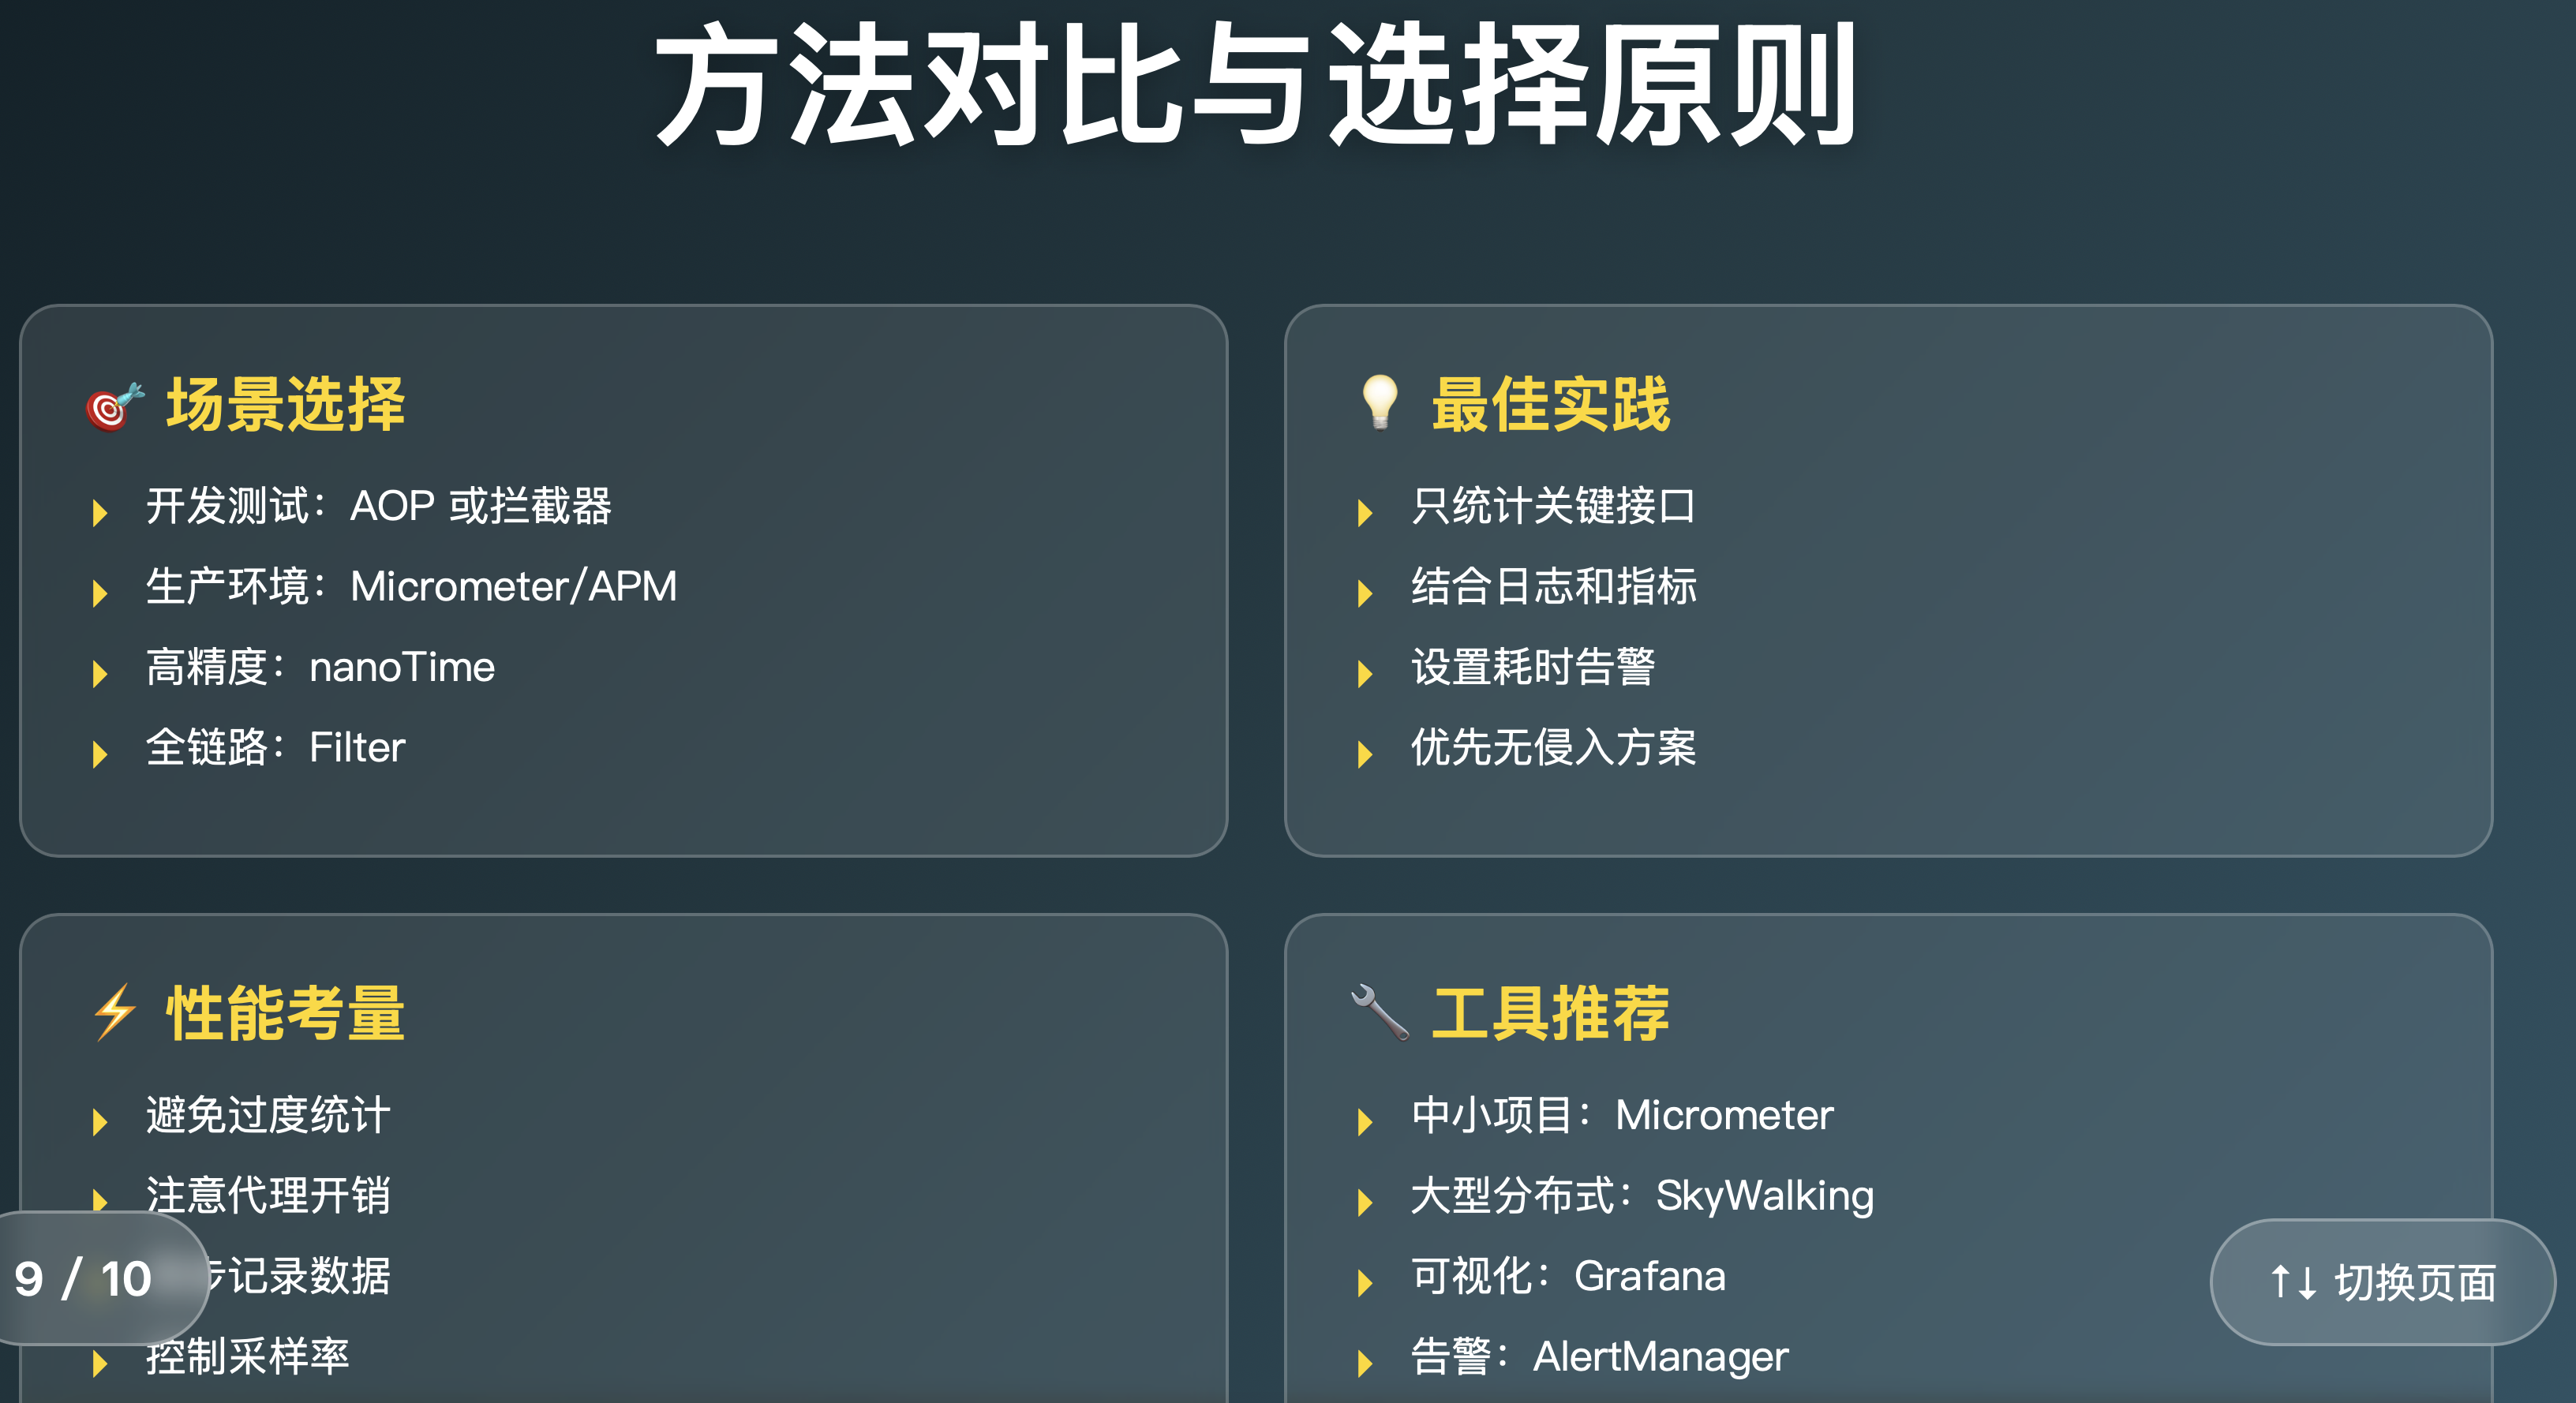 方法对比与选择原则
场景选择
开发测试：AOP 或拦截器
生产环境：Micrometer/APM
高精度：nanoTime
全链路：Filter
最佳实践
只统计关键接口
结合日志和指标
设置耗时告警
优先无侵入方案
性能考量
避免过度统计
注意代理开销
记录数据
控制采样率
工具推荐
中小项目：Micrometer
大型分布式：SkyWalking
可视化：Grafana
告警：AlertManager
9 / 10
↑↓ 切换页面